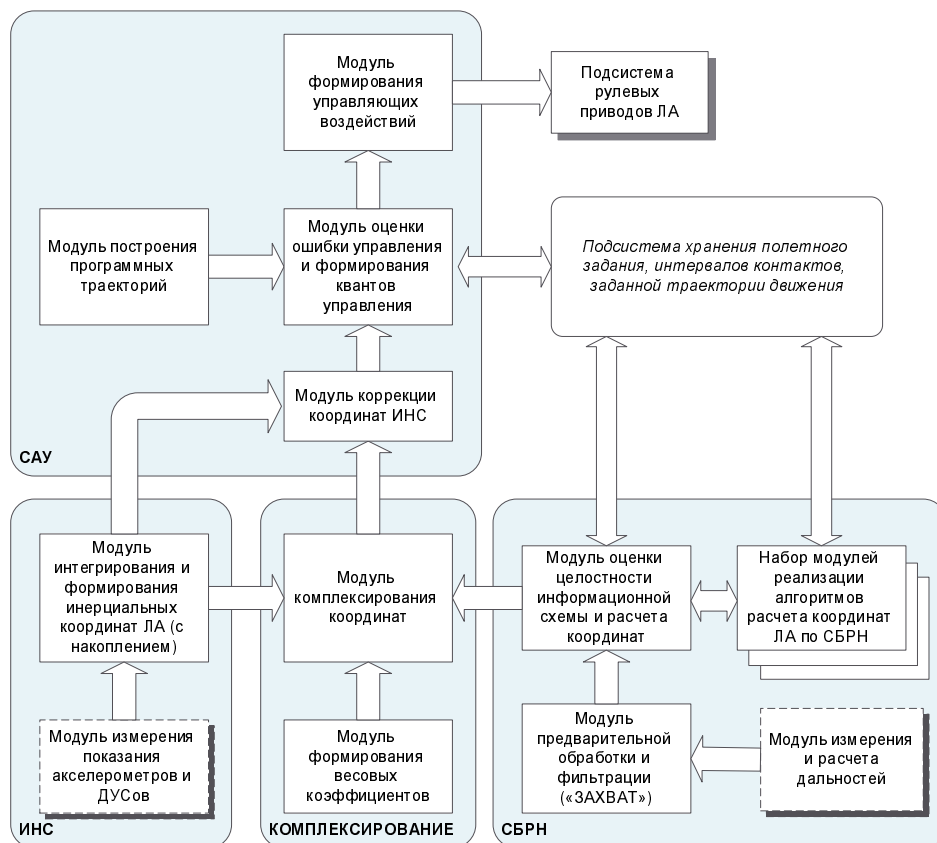 Модуль
формирования
управляющих
воздействий
Подсистема
рулевых
приводов ЛА
Модуль построения
программных
траекторий
Модуль оценки
ошибки управления
и формирования
квантов
управления
Подсистема хранения полетного
задания, интервалов контактов,
заданной траектории движения
Модуль коррекции
координат ИНС
САУ
Модуль
интегрирования и
формирования
инерциальных
координат ЛА (с
накоплением)
Модуль
комплексирования
координат
Модуль оценки
целостности
информационной
схемы и расчета
координат
Набор модулей
реализации
алгоритмов
расчета координат
ЛА по СБРН
Модуль измерения
показания
акселерометров и
ДУСов
Модуль
формирования
весовых
коэффициентов
Модуль
предварительной
обработки и
фильтрации
(«ЗАХВАТ»)
Модуль измерения
и расчета
дальностей
ИНС
КОМПЛЕКСИРОВАНИЕ
СБРН